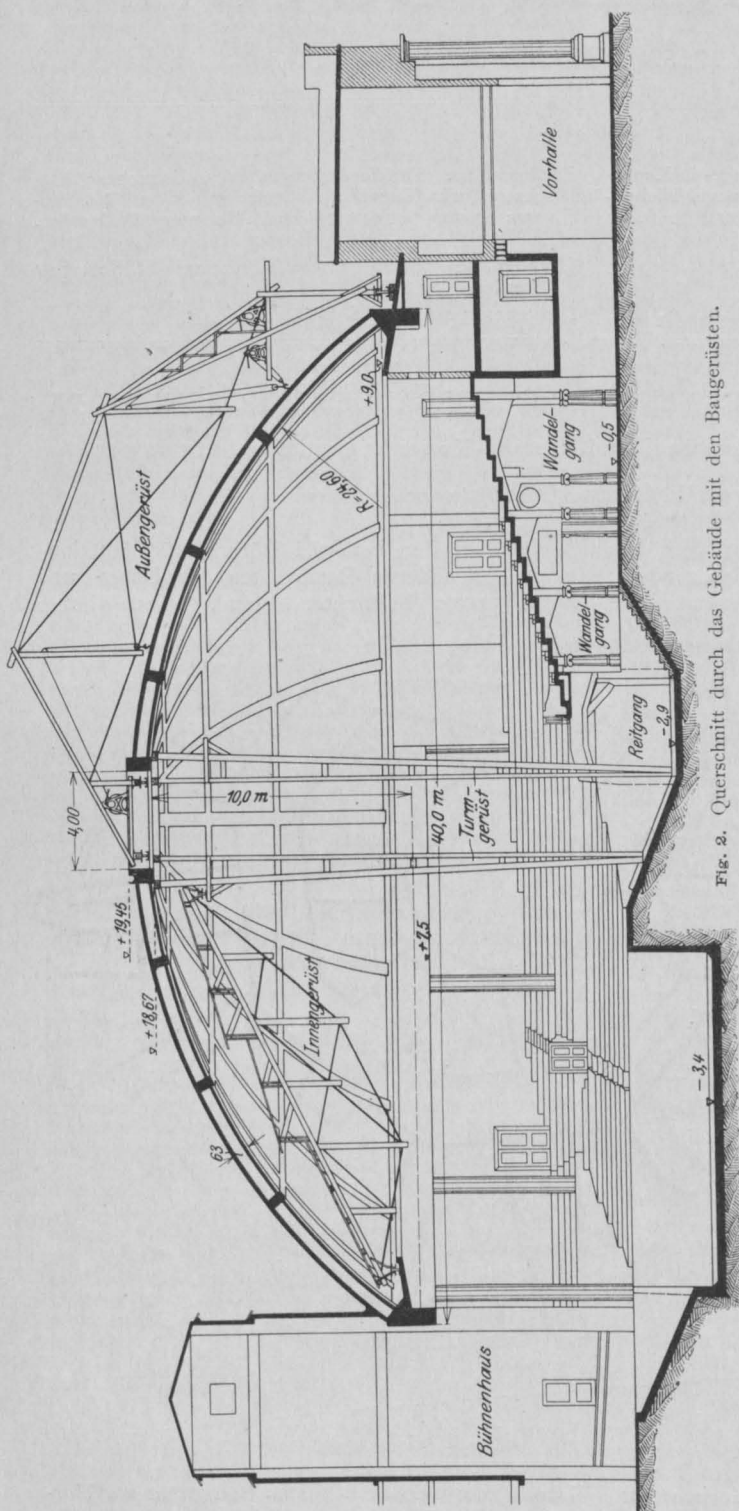 Außengerüst
4,00
+ 19,45
+ 18,67
R=24,60
+9,0
63
Innengerüst
10,0 m
Turm-
gerüst
40,0 m
+7,5
Bühnenhaus
Vorhalle
Wandel-
gang
Wandel-
gang
-0,5
Reitgang
-2,9
-3,4
Fig. 2. Querschnitt durch das Gebäude mit den Baugerüsten.